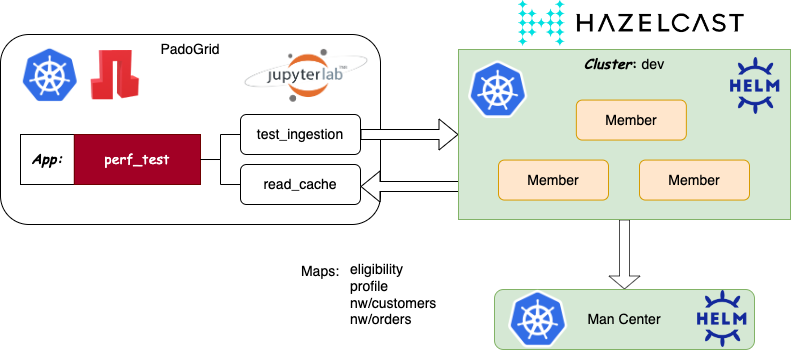 HAZELCAST
PadoGrid
jupyterlab™
Cluster: dev
HELM
Member
Member
Member
App:
perf_test
test_ingestion
read_cache
Maps:
eligibility
profile
nw/customers
nw/orders
Man Center
HELM